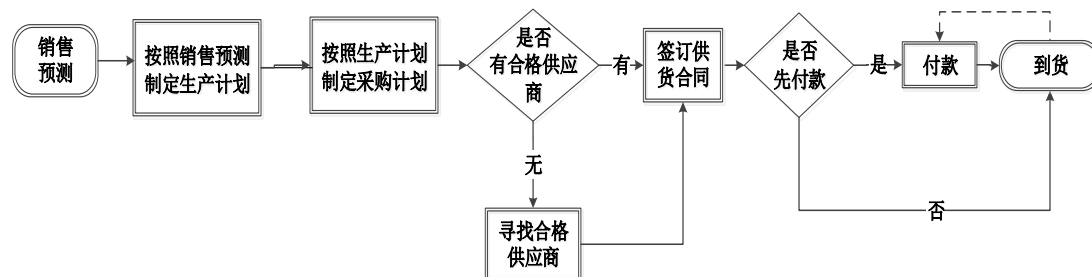 销售
预测
按照销售预测
制定生产计划
按照生产计划
制定采购计划
是否
有合格供应
商
有
无
寻找合格
供应商
签订供
货合同
是否
先付款
是
否
付款
到货